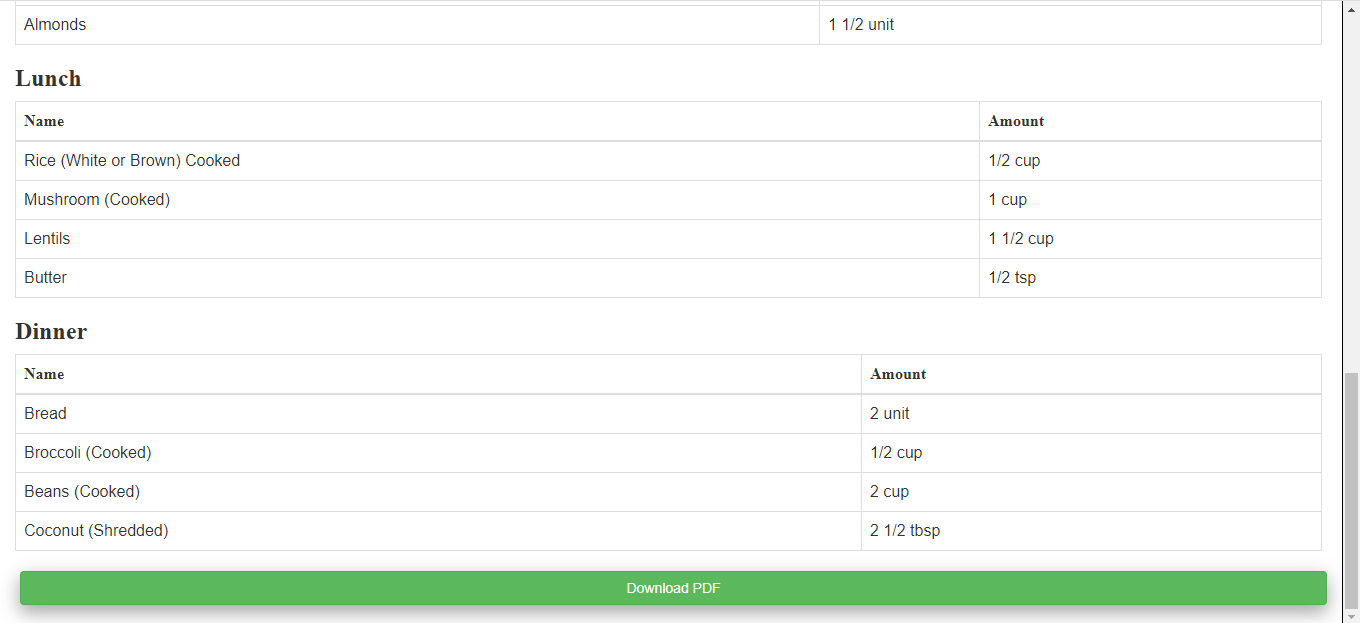 Almonds 1 1/2 unit
Lunch
Name Amount
Rice (White or Brown) Cooked 1/2 cup
Mushroom (Cooked) 1 cup
Lentils 1 1/2 cup
Butter 1/2 tsp
Dinner
Name Amount
Bread 2 unit
Broccoli (Cooked) 1/2 cup
Beans (Cooked) 2 cup
Coconut (Shredded) 2 1/2 tbsp
Download PDF